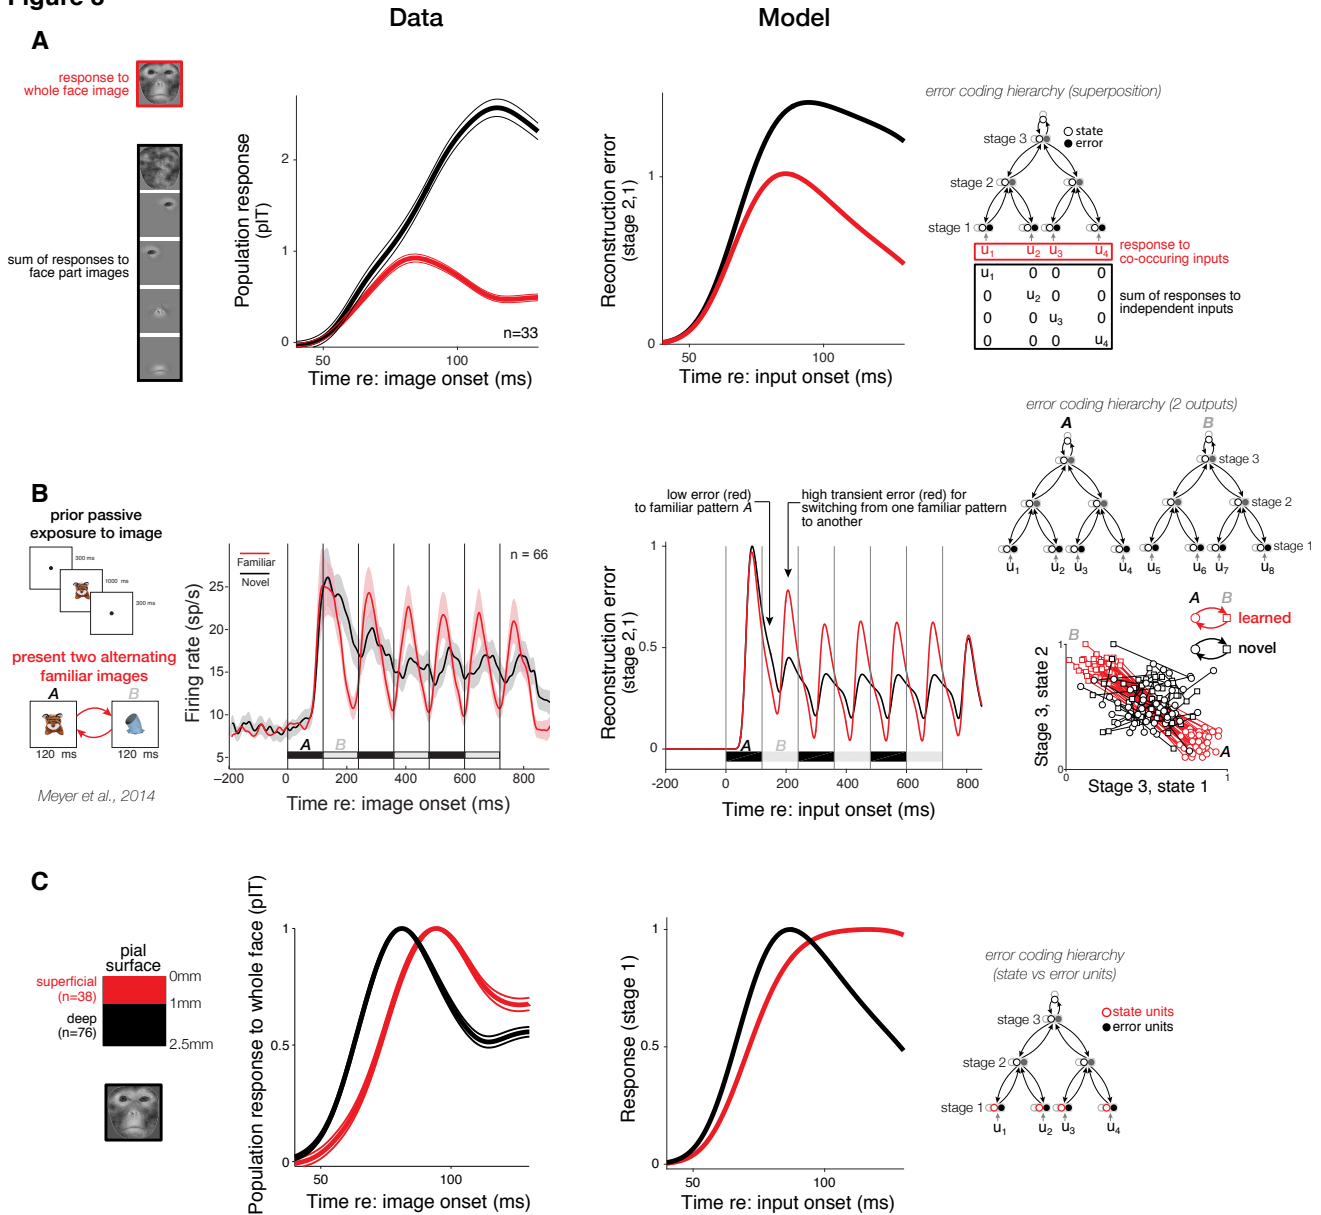 Data
Model
A
response to
whole face image
sum of responses to
face part images
Population response
(pIT)
2
1
0
50
100
n=33
Time re: image onset (ms)
Reconstruction error
(stage 2,1)
1
0
50
100
Time re: input onset (ms)
error coding hierarchy (superposition)
state
error
stage 3
stage 2
stage 1
u1 u2 u3 u4
response to
co-occuring inputs
u1 0 0 0
0 u2 0 0
0 0 u3 0
0 0 0 u4
sum of responses to
independent inputs
B
prior passive
exposure to image
300 ms
1000 ms
300 ms
present two alternating
familiar images
A B
120 ms 120 ms
Meyer et al., 2014
Firing rate (sp/s)
Familiar
Novel
n = 66
25
20
15
10
5
A B
−200 0 200 400 600 800
Time re: image onset (ms)
low error (red)
to familiar pattern A
high transient error (red) for
switching from one familiar pattern
to another
Reconstruction error
(stage 2,1)
1
0.5
0
A B
-200 0 200 400 600 800
Time re: input onset (ms)
error coding hierarchy (2 outputs)
A B
stage 3
stage 2
stage 1
u1 u2 u3 u4 u5 u6 u7 u8
A B
learned
novel
Stage 3, state 2
1
0
B
A
0 1
Stage 3, state 1
C
pial
surface
superficial
(n=38)
deep
(n=76)
0mm
1mm
2.5mm
Population response to whole face (pIT)
1
0.5
0
50 100
Time re: image onset (ms)
Response (stage 1)
1
0.5
0
50 100
Time re: input onset (ms)
error coding hierarchy
(state vs error units)
state units
error units
stage 3
stage 2
stage 1
u1 u2 u3 u4